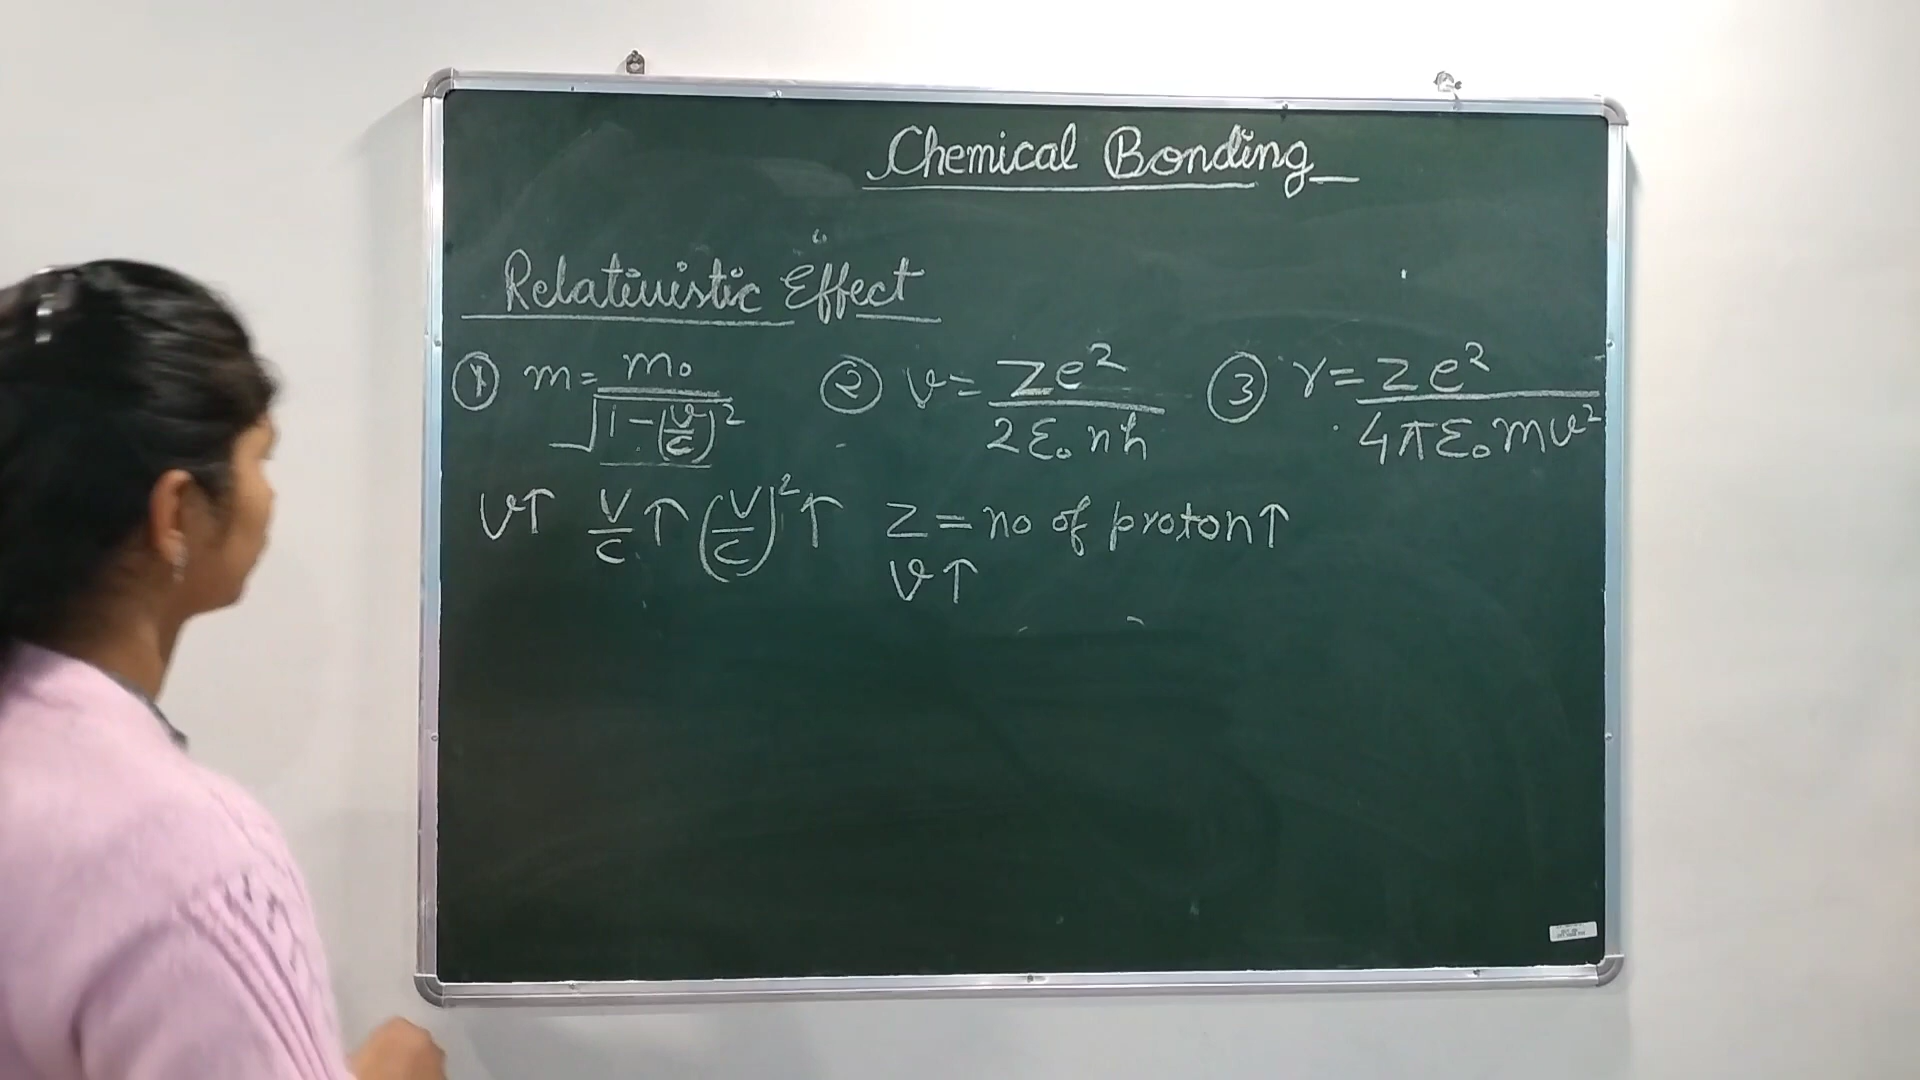 Chemical Bonding
Relativistic Effect
① m = m₀ / √(1-(v/c)²) ② v = Ze² / 2ε₀nh ③ r = Ze² / 4πε₀mv²
v↑ v/c↑ (v/c)²↑ Z = no of proton↑
v↑